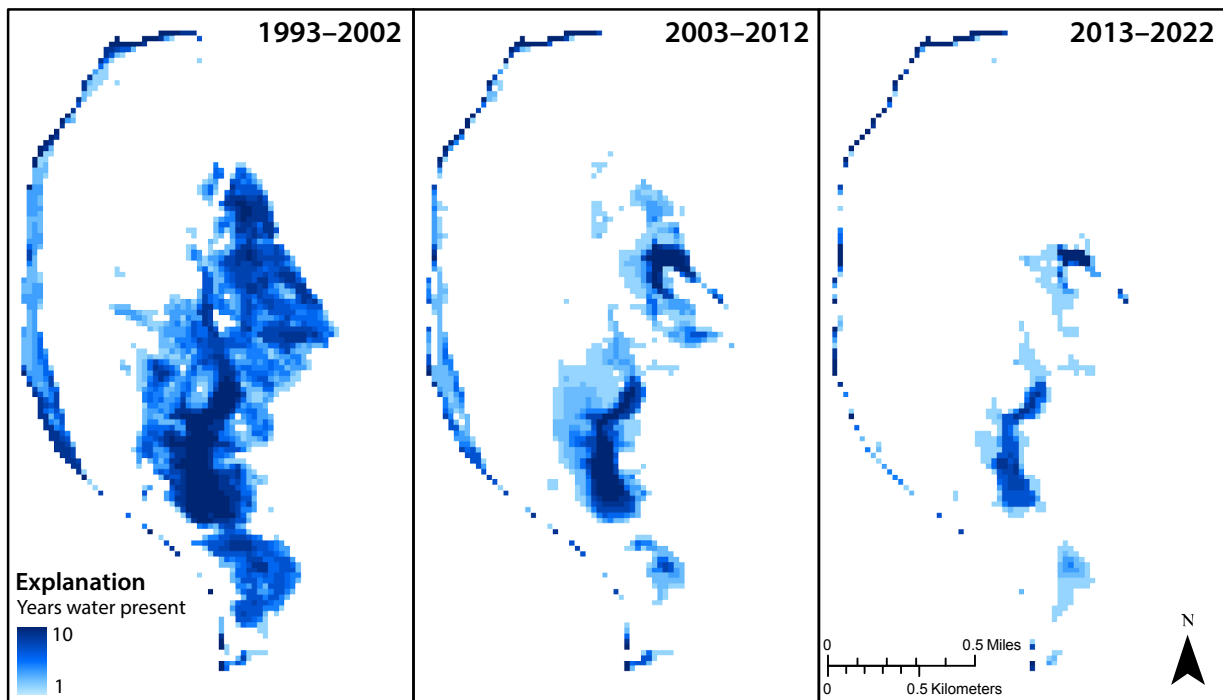 1993–2002
2003–2012
2013–2022
Explanation
Years water present
10
1
0 0.5 Miles
0 0.5 Kilometers
N